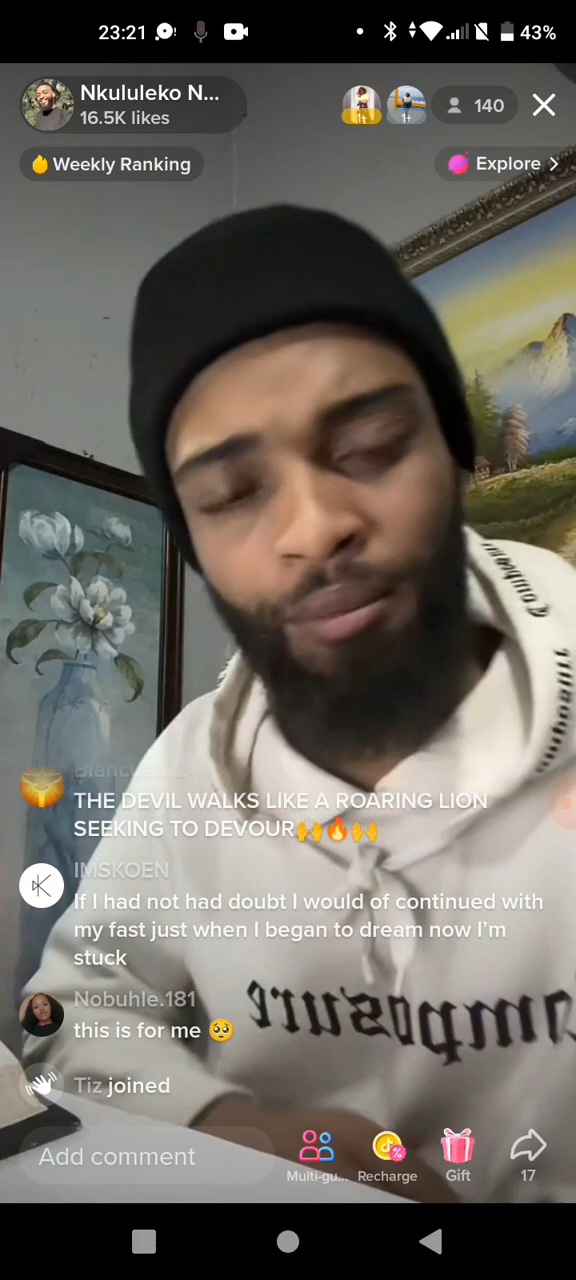 23:21
43%
Nkululeko N...
16.5K likes
1+
1+
140
Weekly Ranking
Explore
THE DEVIL WALKS LIKE A ROARING LION
SEEKING TO DEVOUR🙌🔥🙌
IMSKOEN
If I had not had doubt I would of continued with
my fast just when I began to dream now I'm
stuck
Nobuhle.181
this is for me 🥺
Tiz joined
Add comment
Multi-gu...
Recharge
Gift
17